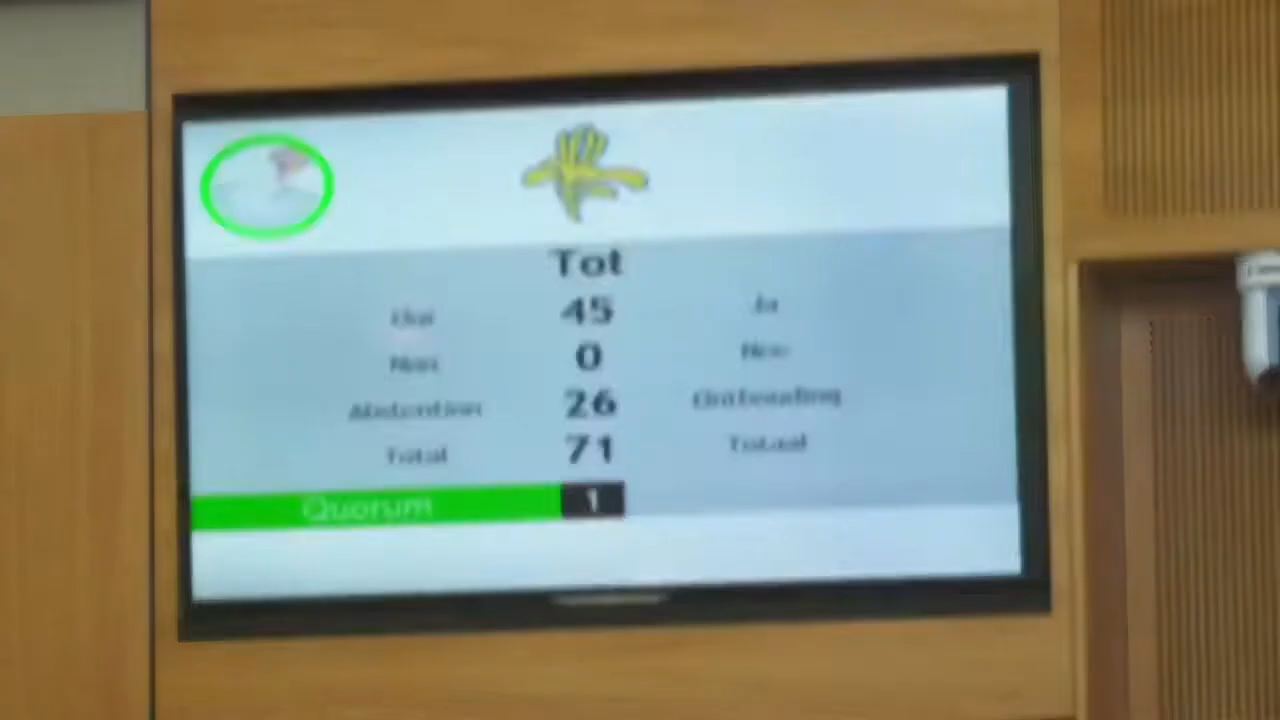 Tot
Oui 45 Ja
Non 0 Nee
Abstention 26 Onthouding
Total 71 Totaal
Quorum 1